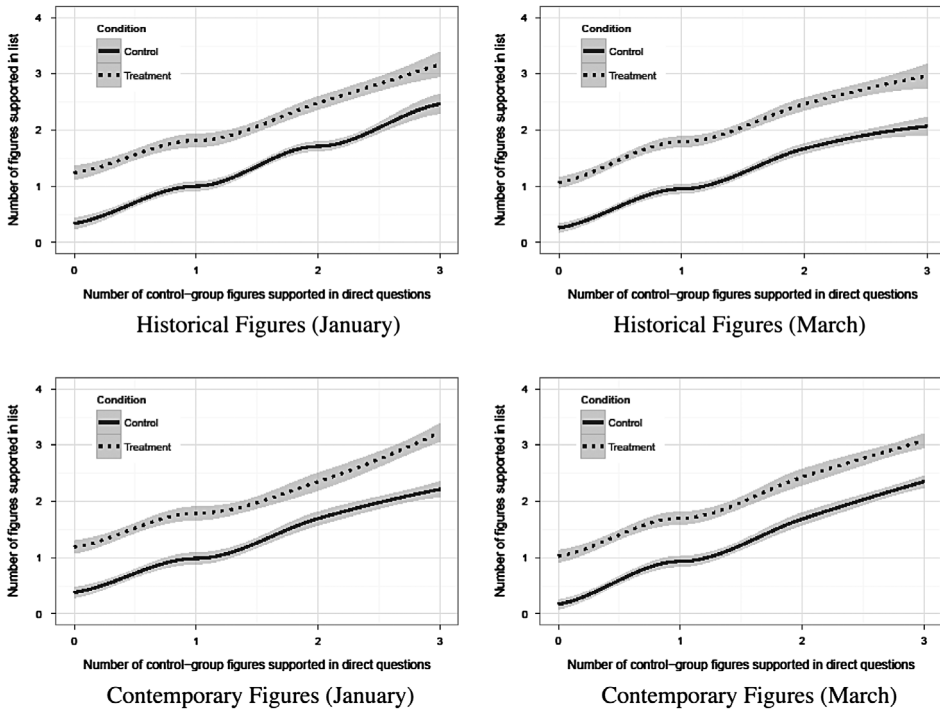 Number of figures supported in list
4
3
2
1
0
Condition
Control
Treatment
0 1 2 3
Number of control-group figures supported in direct questions
Historical Figures (January)
Number of figures supported in list
4
3
2
1
0
Condition
Control
Treatment
0 1 2 3
Number of control-group figures supported in direct questions
Historical Figures (March)
Number of figures supported in list
4
3
2
1
0
Condition
Control
Treatment
0 1 2 3
Number of control-group figures supported in direct questions
Contemporary Figures (January)
Number of figures supported in list
4
3
2
1
0
Condition
Control
Treatment
0 1 2 3
Number of control-group figures supported in direct questions
Contemporary Figures (March)